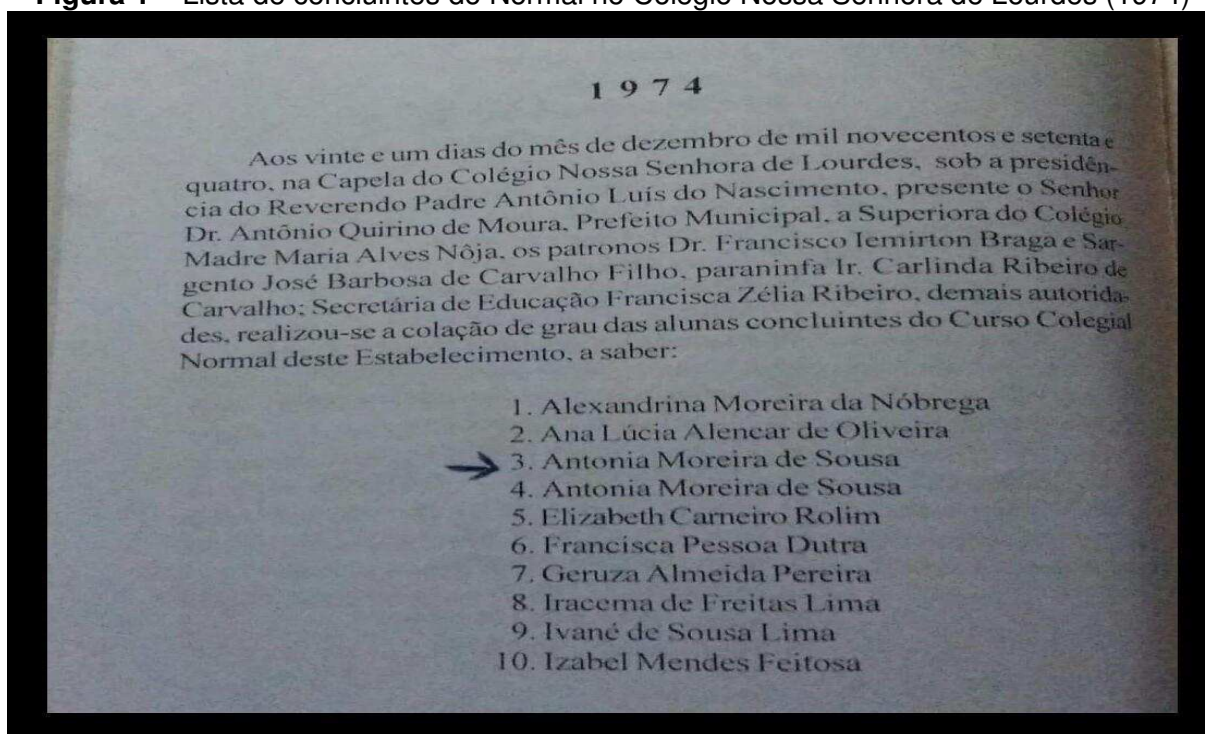 Figura 1 – Lista de concluintes do Normal no Colégio Nossa Senhora de Lourdes (1974)
1 9 7 4
Aos vinte e um dias do mês de dezembro de mil novecentos e setenta e
quatro, na Capela do Colégio Nossa Senhora de Lourdes, sob a presidên-
cia do Reverendo Padre Antônio Luís do Nascimento, presente o Senhor
Dr. Antônio Quirino de Moura, Prefeito Municipal, a Superiora do Colégio
Madre Maria Alves Nôja, os patronos Dr. Francisco Iemirton Braga e Sar-
gento José Barbosa de Carvalho Filho, paraninfa Ir. Carlinda Ribeiro de
Carvalho; Secretária de Educação Francisca Zélia Ribeiro, demais autorida-
des, realizou-se a colação de grau das alunas concluintes do Curso Colegial
Normal deste Estabelecimento, a saber:
1. Alexandrina Moreira da Nóbrega
2. Ana Lúcia Alencar de Oliveira
3. Antonia Moreira de Sousa
4. Antonia Moreira de Sousa
5. Elizabeth Carneiro Rolim
6. Francisca Pessoa Dutra
7. Geruza Almeida Pereira
8. Iracema de Freitas Lima
9. Ivané de Sousa Lima
10. Izabel Mendes Feitosa